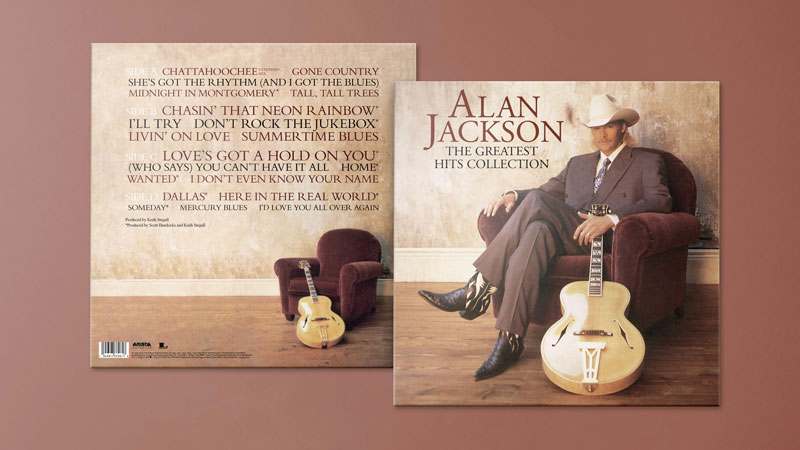 SIDE A CHATTAHOOCHEE GONE COUNTRY
SHE'S GOT THE RHYTHM (AND I GOT THE BLUES)
MIDNIGHT IN MONTGOMERY* TALL, TALL TREES
SIDE B CHASIN' THAT NEON RAINBOW*
I'LL TRY DON'T ROCK THE JUKEBOX*
LIVIN' ON LOVE SUMMERTIME BLUES
SIDE C LOVE'S GOT A HOLD ON YOU*
(WHO SAYS) YOU CAN'T HAVE IT ALL HOME*
WANTED* I DON'T EVEN KNOW YOUR NAME
SIDE D DALLAS* HERE IN THE REAL WORLD*
SOMEDAY* MERCURY BLUES I'D LOVE YOU ALL OVER AGAIN
Produced by Keith Stegall
*Produced by Scott Hendricks and Keith Stegall
ARISTA
ALAN
JACKSON
THE GREATEST
HITS COLLECTION